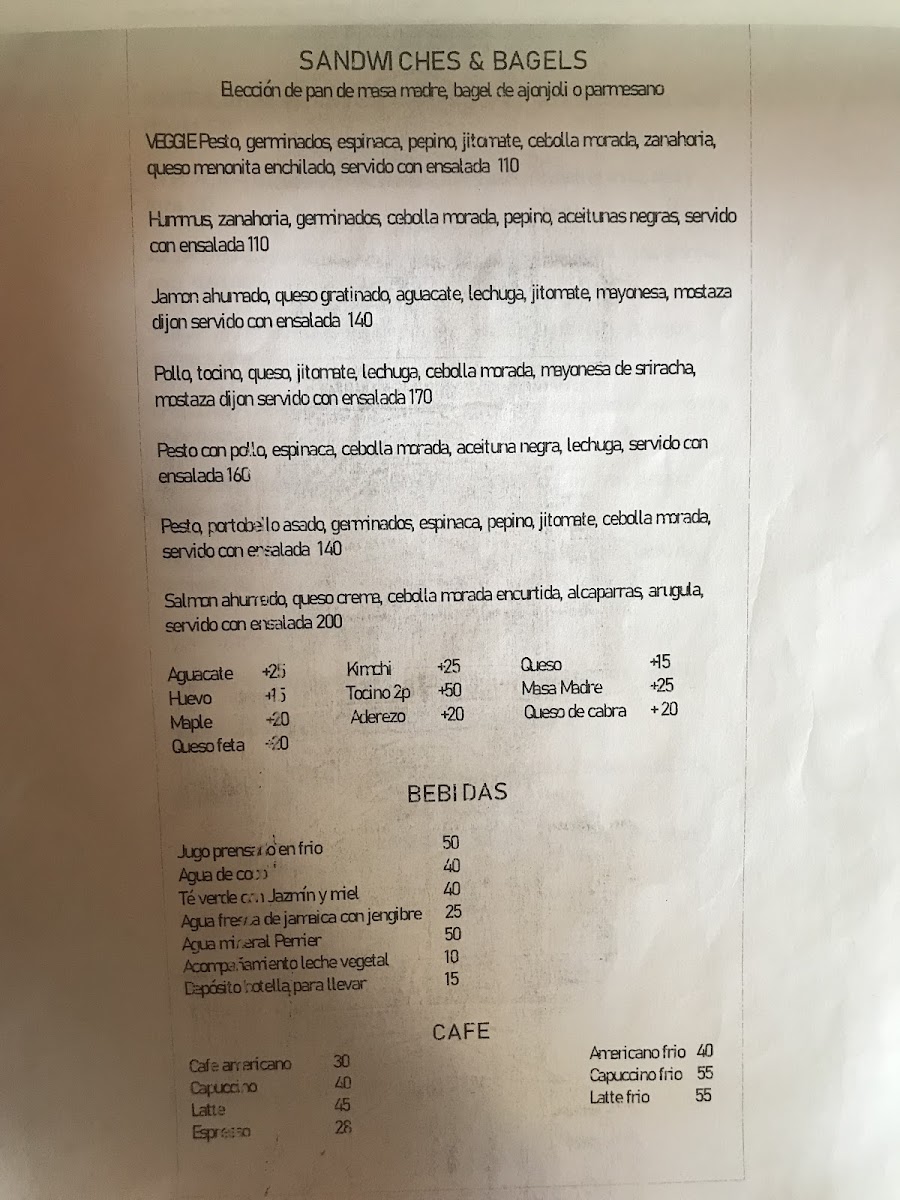 SANDWICHES & BAGELS
Elección de pan de masa madre, bagel de ajonjoli o parmesano
VEGGIE Pesto, germinados, espinaca, pepino, jitomate, cebolla morada, zanahoria,
queso menonita enchilado, servido con ensalada 110
Hummus, zanahoria, germinados, cebolla morada, pepino, aceitunas negras, servido
con ensalada 110
Jamon ahumado, queso gratinado, aguacate, lechuga, jitomate, mayonesa, mostaza
dijon servido con ensalada 140
Pollo, tocino, queso, jitomate, lechuga, cebolla morada, mayonesa de sriracha,
mostaza dijon servido con ensalada 170
Pesto con pollo, espinaca, cebolla morada, aceituna negra, lechuga, servido con
ensalada 160
Pesto, portobello asado, germinados, espinaca, pepino, jitomate, cebolla morada,
servido con ensalada 140
Salmon ahumado, queso crema, cebolla morada encurtida, alcaparras, arugula,
servido con ensalada 200
Aguacate +25 Kimchi +25 Queso +15
Huevo +15 Tocino 2p +50 Masa Madre +25
Maple +20 Aderezo +20 Queso de cabra +20
Queso feta +20
BEBIDAS
Jugo prensado en frio 50
Agua de coco 40
Té verde con Jazmín y miel 40
Agua fresca de jamaica con jengibre 25
Agua mineral Perrier 50
Acompañamiento leche vegetal 10
Depósito botella para llevar 15
CAFE
Cafe americano 30 Americano frio 40
Capuccino 40 Capuccino frio 55
Latte 45 Latte frio 55
Espresso 28